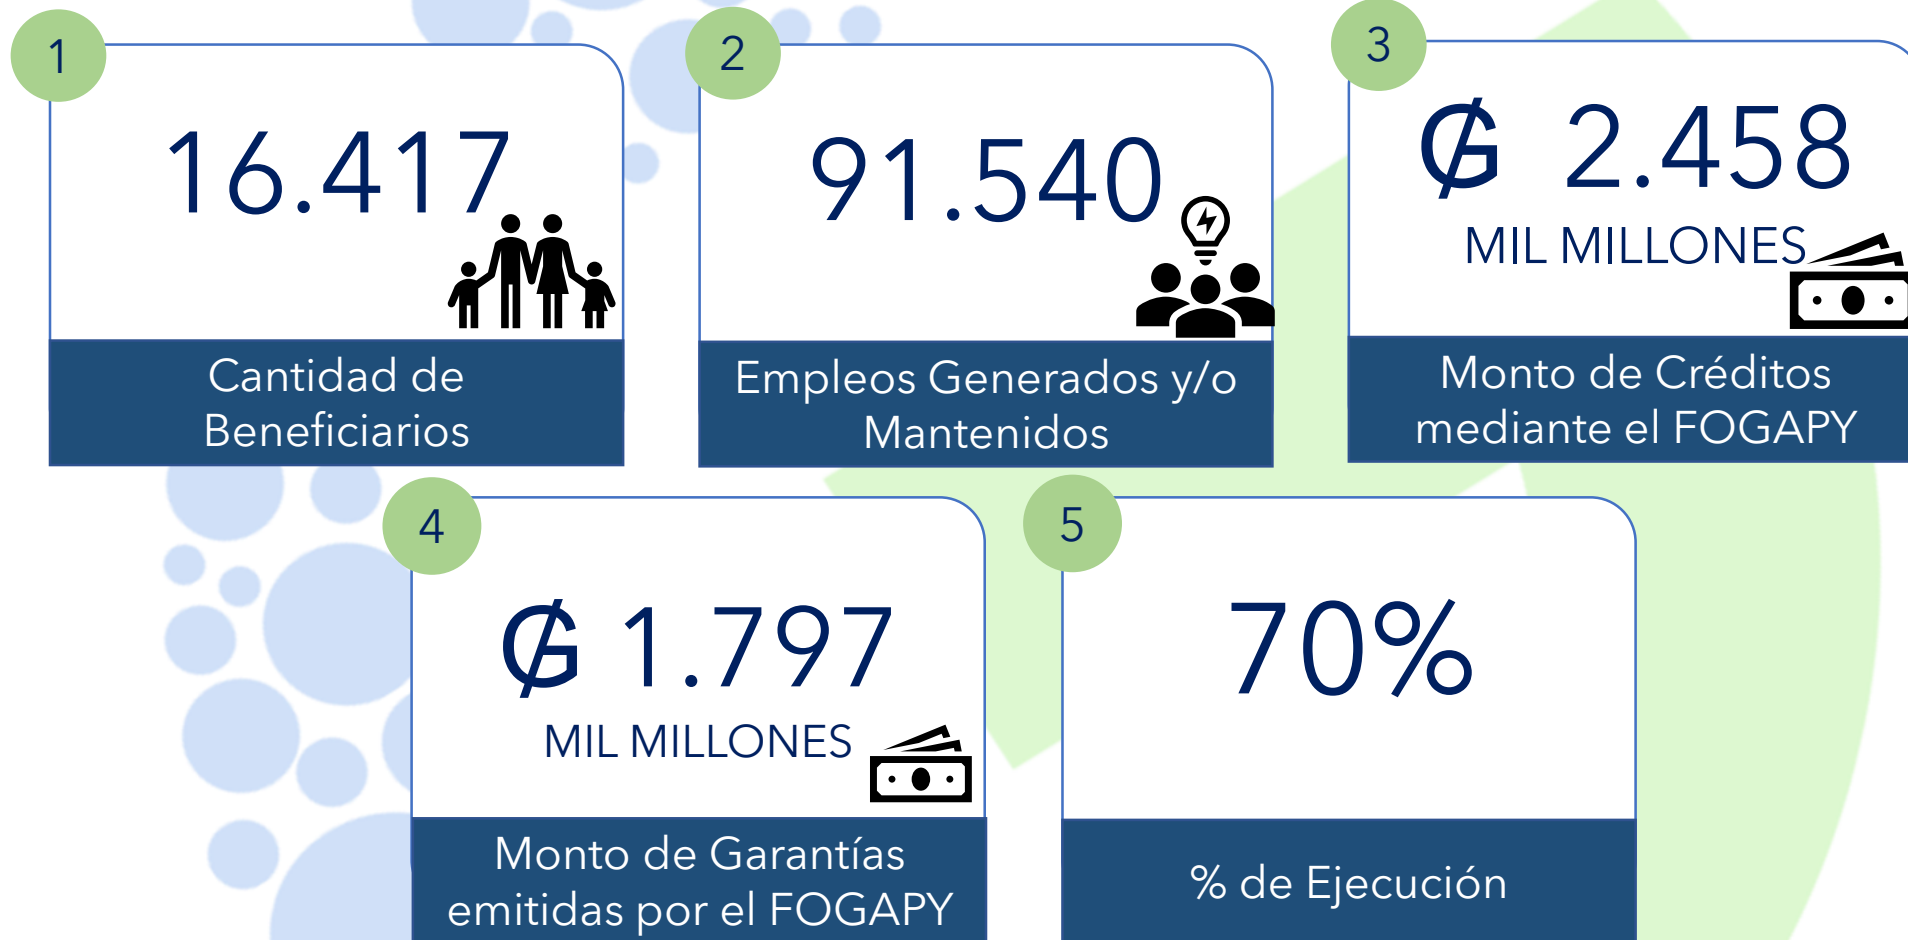 1
16.417
Cantidad de
Beneficiarios
2
91.540
Empleos Generados y/o
Mantenidos
3
₲ 2.458
MIL MILLONES
Monto de Créditos
mediante el FOGAPY
4
₲ 1.797
MIL MILLONES
Monto de Garantías
emitidas por el FOGAPY
5
70%
% de Ejecución